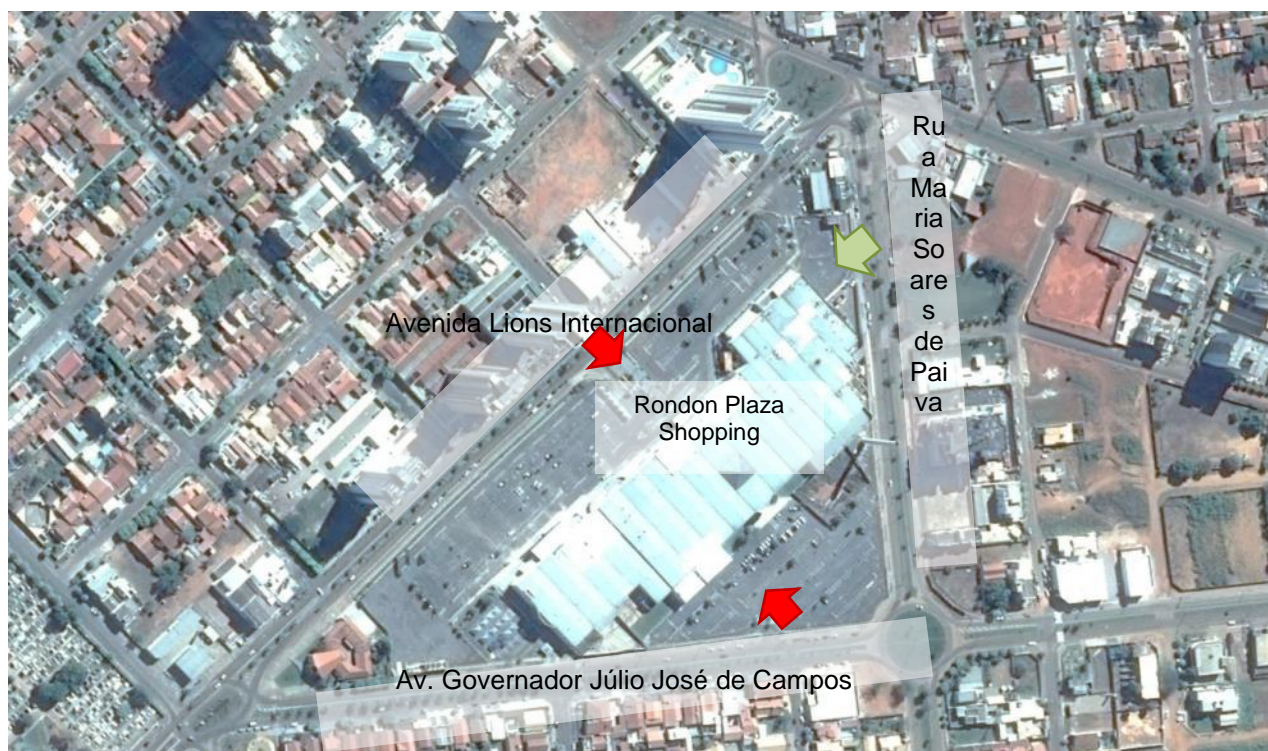 Ru
a
Ma
ria
So
are
s
de
Pai
va
Avenida Lions Internacional
Rondon Plaza
Shopping
Av. Governador Júlio José de Campos